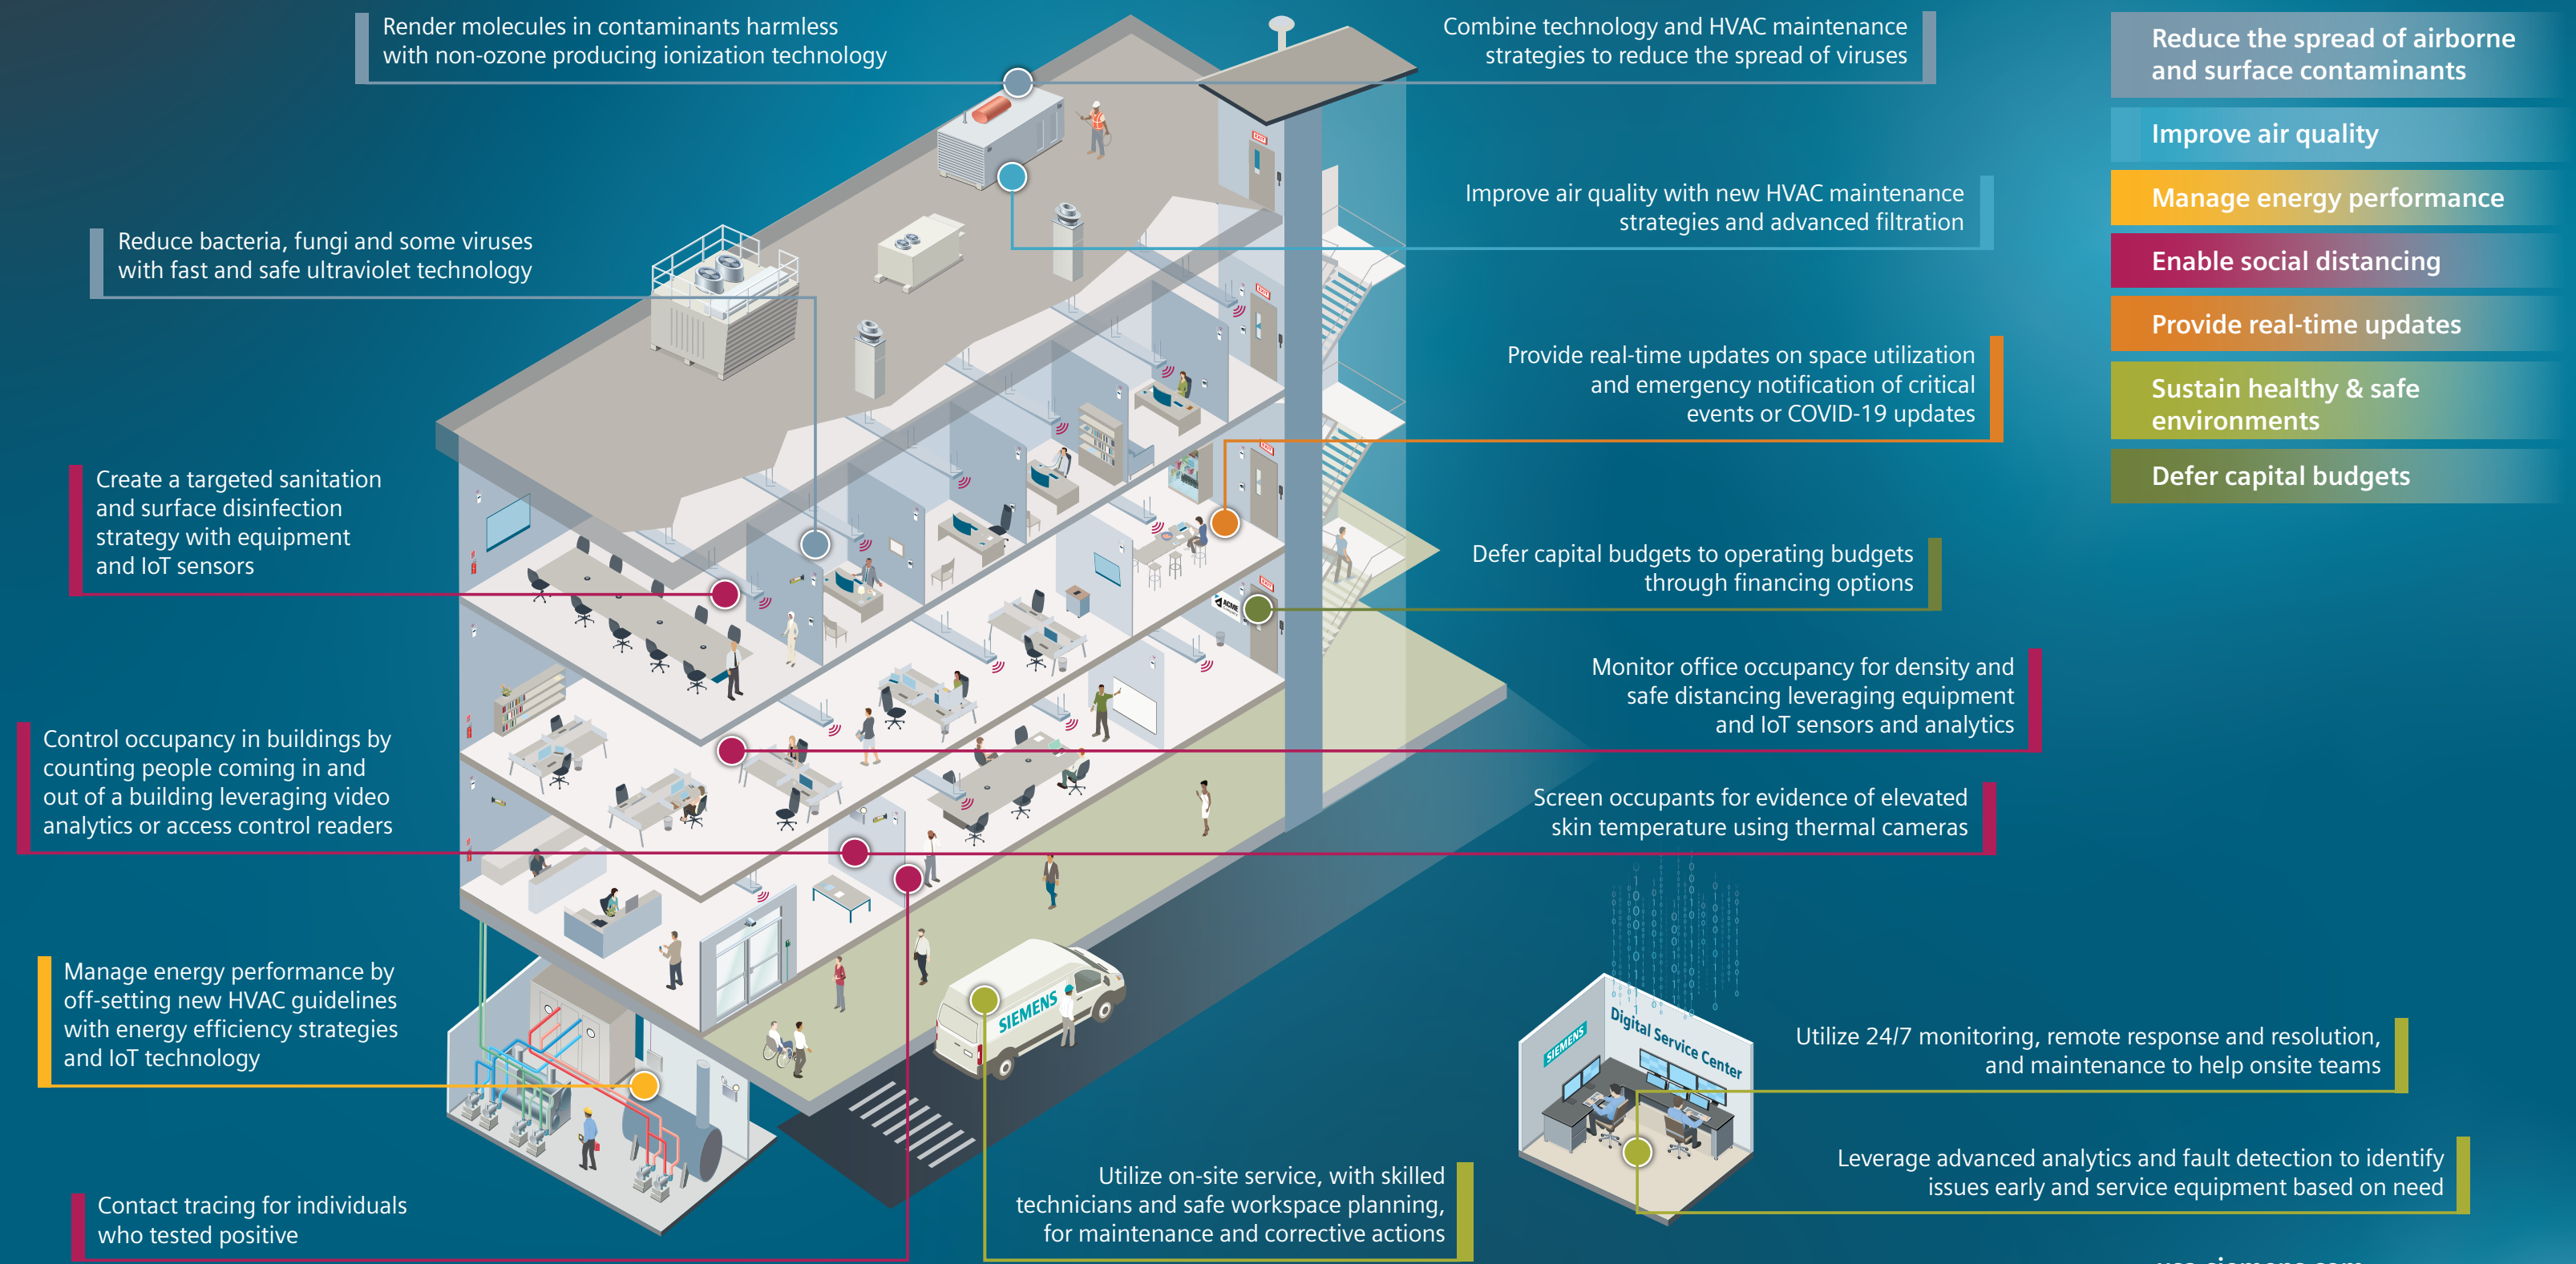 Render molecules in contaminants harmless
with non-ozone producing ionization technology
Combine technology and HVAC maintenance
strategies to reduce the spread of viruses
Reduce the spread of airborne
and surface contaminants
Improve air quality
Manage energy performance
Enable social distancing
Provide real-time updates
Sustain healthy & safe
environments
Defer capital budgets
Improve air quality with new HVAC maintenance
strategies and advanced filtration
Reduce bacteria, fungi and some viruses
with fast and safe ultraviolet technology
Provide real-time updates on space utilization
and emergency notification of critical
events or COVID-19 updates
Create a targeted sanitation
and surface disinfection
strategy with equipment
and IoT sensors
Defer capital budgets to operating budgets
through financing options
EXIT
EXIT
EXIT
EXIT
ACME
Monitor office occupancy for density and
safe distancing leveraging equipment
and IoT sensors and analytics
Control occupancy in buildings by
counting people coming in and
out of a building leveraging video
analytics or access control readers
Screen occupants for evidence of elevated
skin temperature using thermal cameras
Manage energy performance by
off-setting new HVAC guidelines
with energy efficiency strategies
and IoT technology
SIEMENS
SIEMENS
Digital Service Center
Utilize 24/7 monitoring, remote response and resolution,
and maintenance to help onsite teams
Leverage advanced analytics and fault detection to identify
issues early and service equipment based on need
Utilize on-site service, with skilled
technicians and safe workspace planning,
for maintenance and corrective actions
Contact tracing for individuals
who tested positive